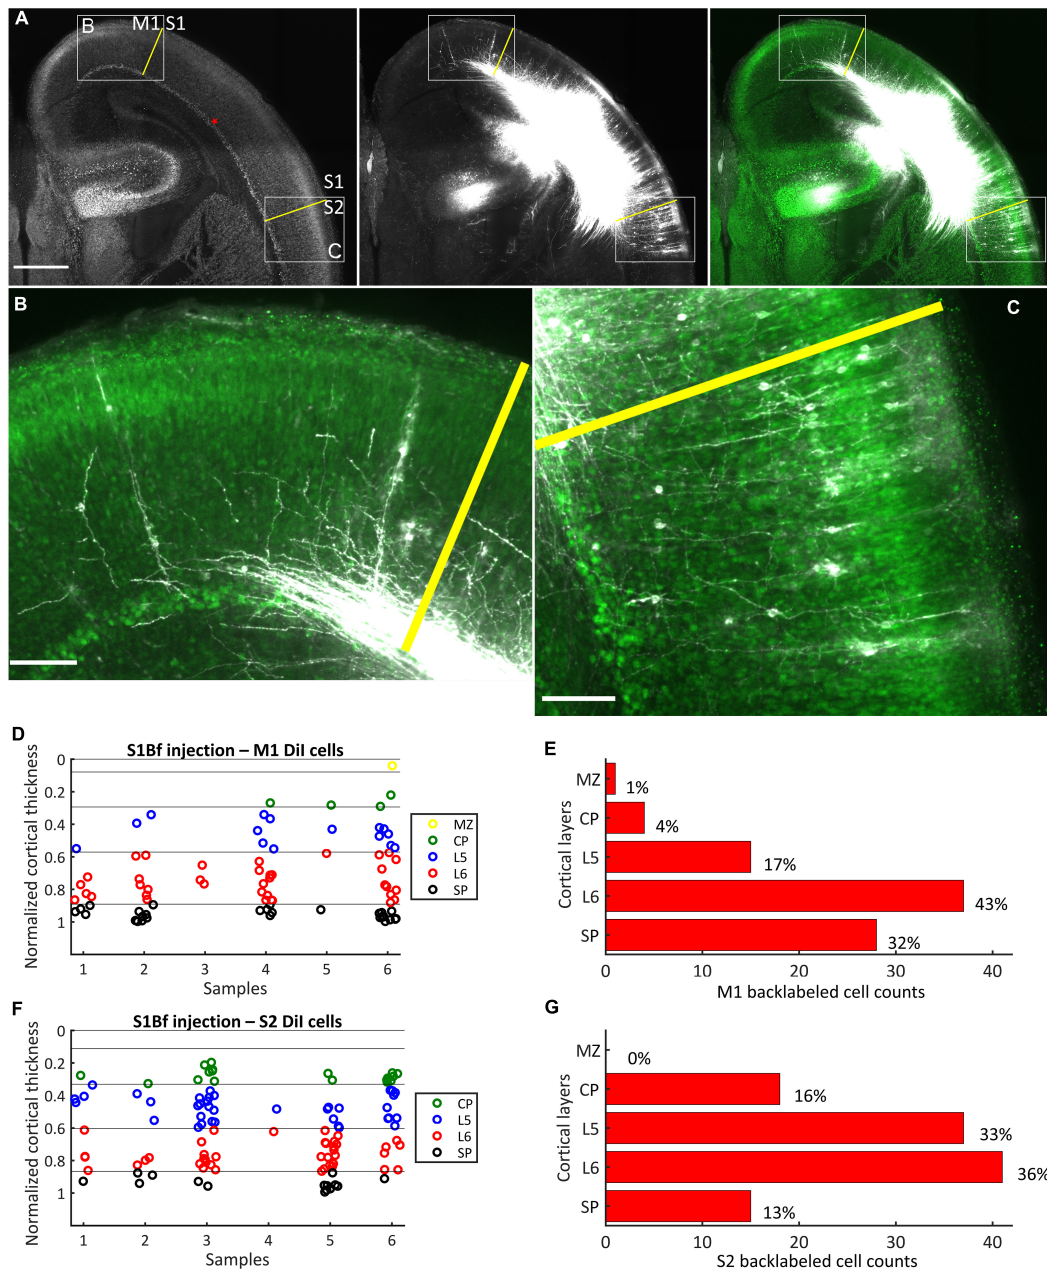 A
B
M1
S1
S1
S2
C
B
C
D
S1Bf injection – M1 DiI cells
Normalized cortical thickness
0
0.2
0.4
0.6
0.8
1
1
2
3
4
5
6
Samples
MZ
CP
L5
L6
SP
E
Cortical layers
MZ
CP
L5
L6
SP
1%
4%
17%
43%
32%
0
10
20
30
40
M1 backlabeled cell counts
F
S1Bf injection – S2 DiI cells
Normalized cortical thickness
0
0.2
0.4
0.6
0.8
1
1
2
3
4
5
6
Samples
CP
L5
L6
SP
G
Cortical layers
MZ
CP
L5
L6
SP
0%
16%
33%
36%
13%
0
10
20
30
40
S2 backlabeled cell counts